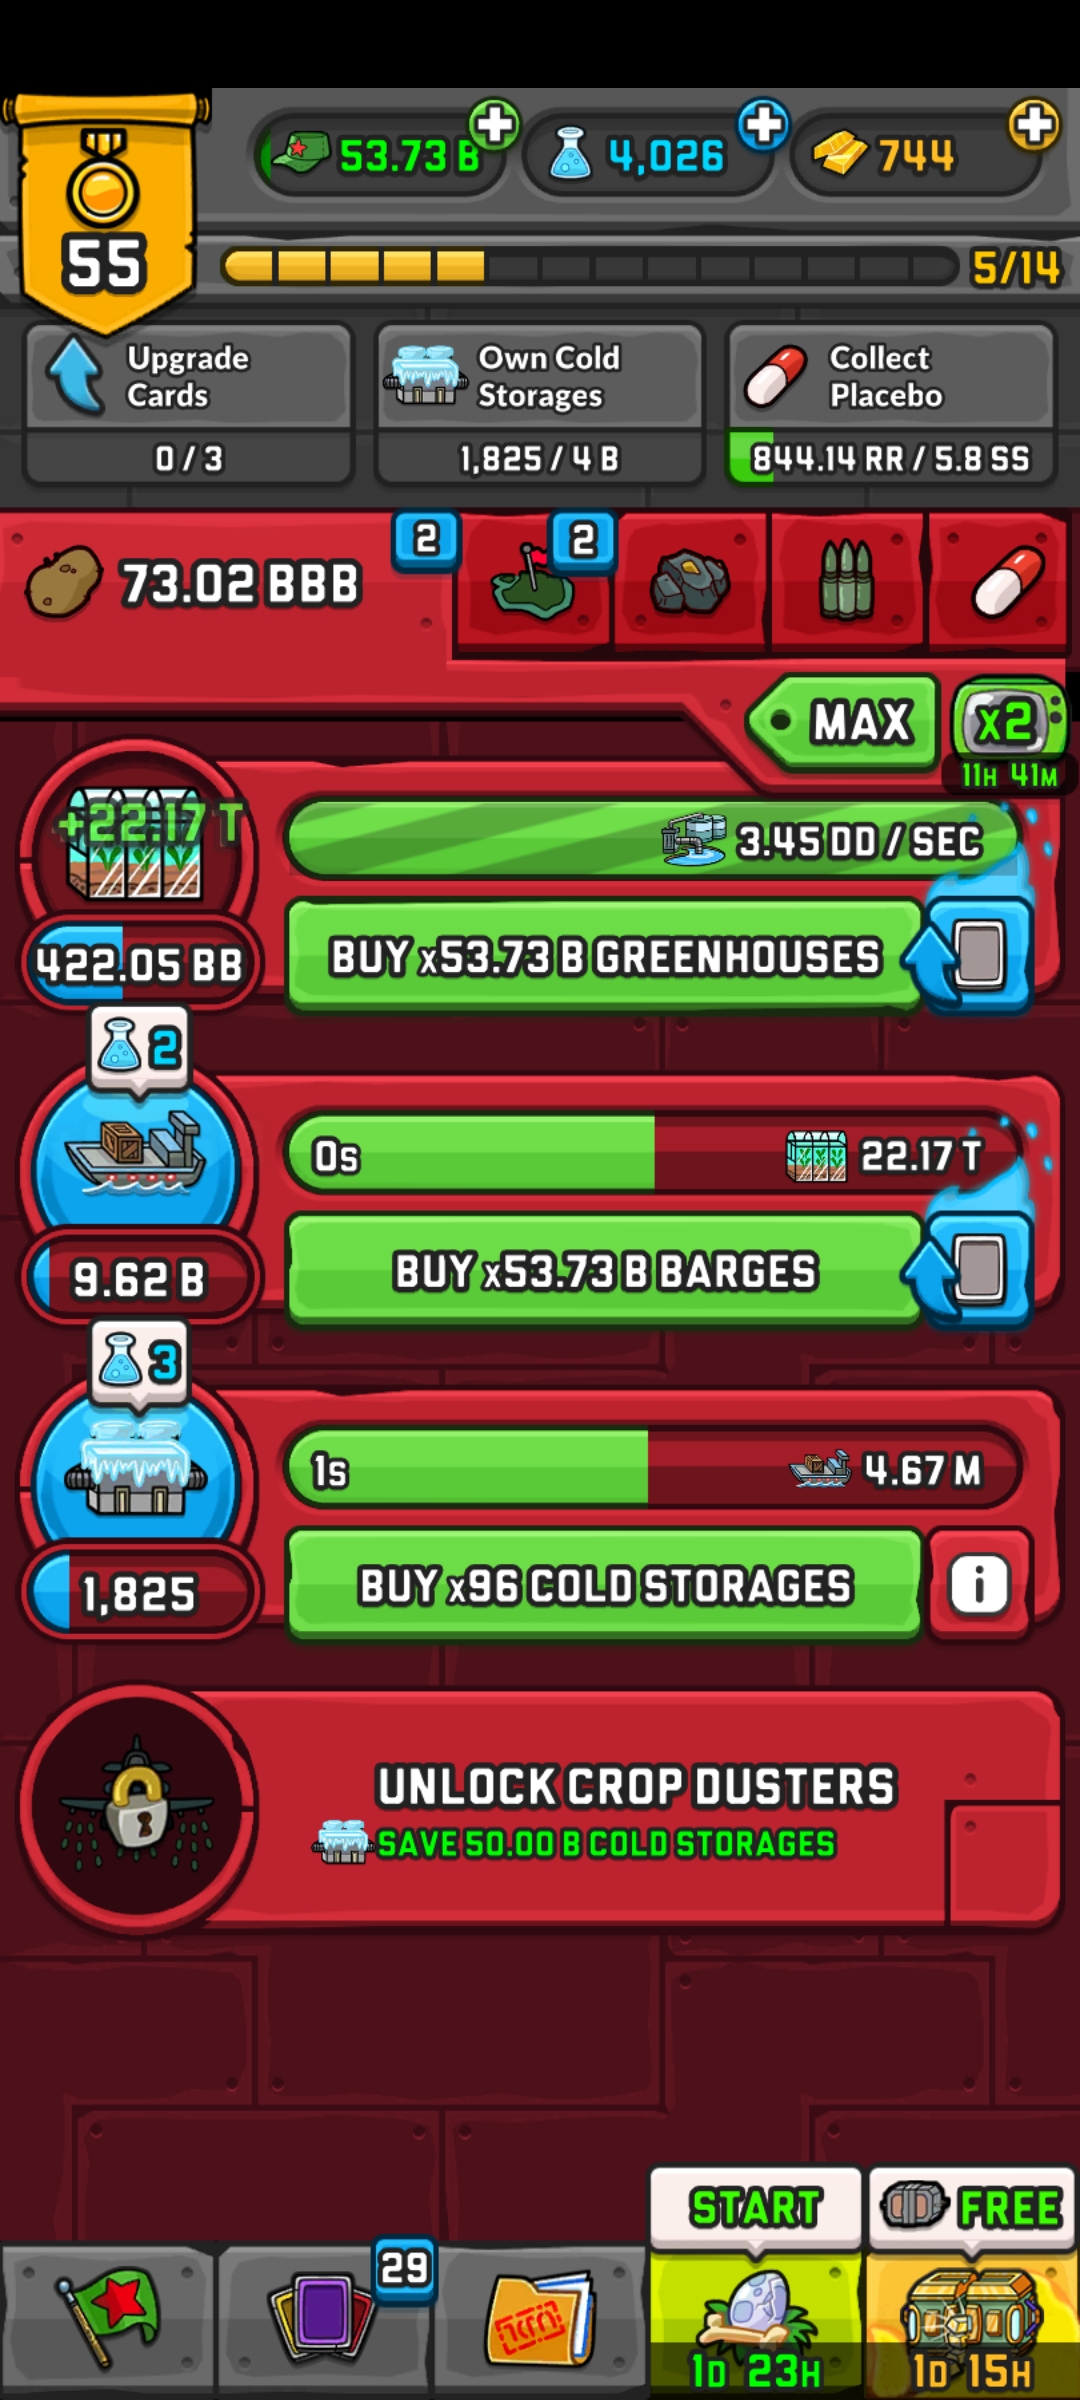 53.73 B
4,026
744
55
5/14
Upgrade Cards
0 / 3
Own Cold Storages
1,825 / 4 B
Collect Placebo
844.14 RR / 5.8 SS
73.02 BBB
2
2
MAX
x2
11H 41M
+22.17 T
3.45 DD / SEC
422.05 BB
BUY x53.73 B GREENHOUSES
2
0s
22.17 T
9.62 B
BUY x53.73 B BARGES
3
1s
4.67 M
1,825
BUY x96 COLD STORAGES
i
UNLOCK CROP DUSTERS
SAVE 50.00 B COLD STORAGES
START
FREE
29
1D 23H
1D 15H